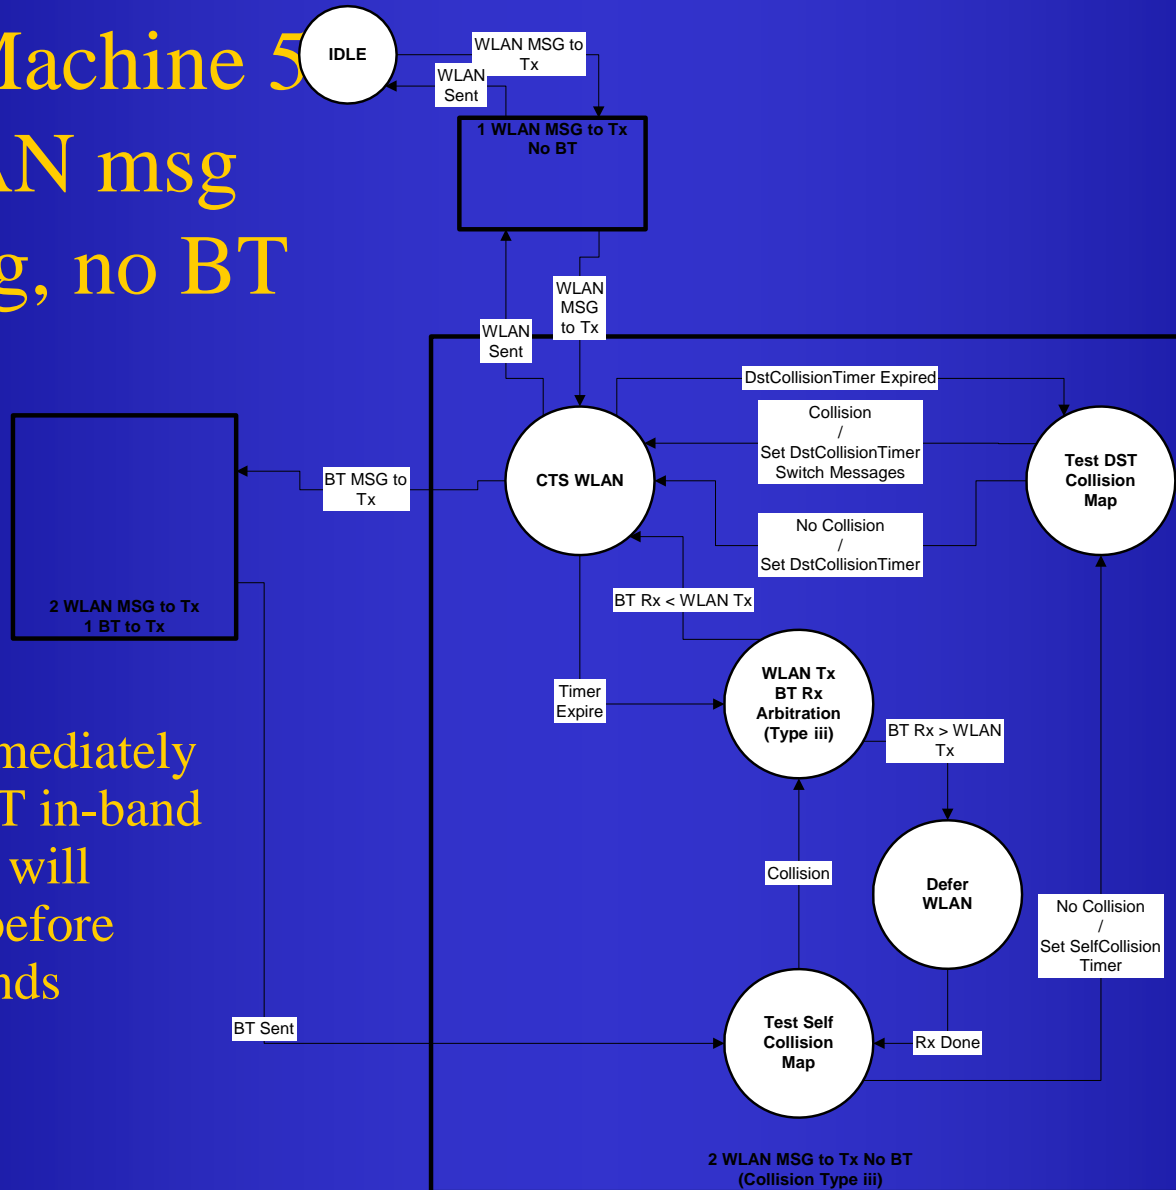 Machine 5
AN msg
g, no BT
IDLE
WLAN MSG to
Tx
WLAN
Sent
1 WLAN MSG to Tx
No BT
WLAN
MSG
to Tx
WLAN
Sent
DstCollisionTimer Expired
Collision
/
Set DstCollisionTimer
Switch Messages
CTS WLAN
Test DST
Collision
Map
BT MSG to
Tx
No Collision
/
Set DstCollisionTimer
2 WLAN MSG to Tx
1 BT to Tx
BT Rx < WLAN Tx
WLAN Tx
BT Rx
Arbitration
(Type iii)
Timer
Expire
BT Rx > WLAN
Tx
mediately
T in-band
will
before
nds
Collision
Defer
WLAN
No Collision
/
Set SelfCollision
Timer
BT Sent
Test Self
Collision
Map
Rx Done
2 WLAN MSG to Tx No BT
(Collision Type iii)